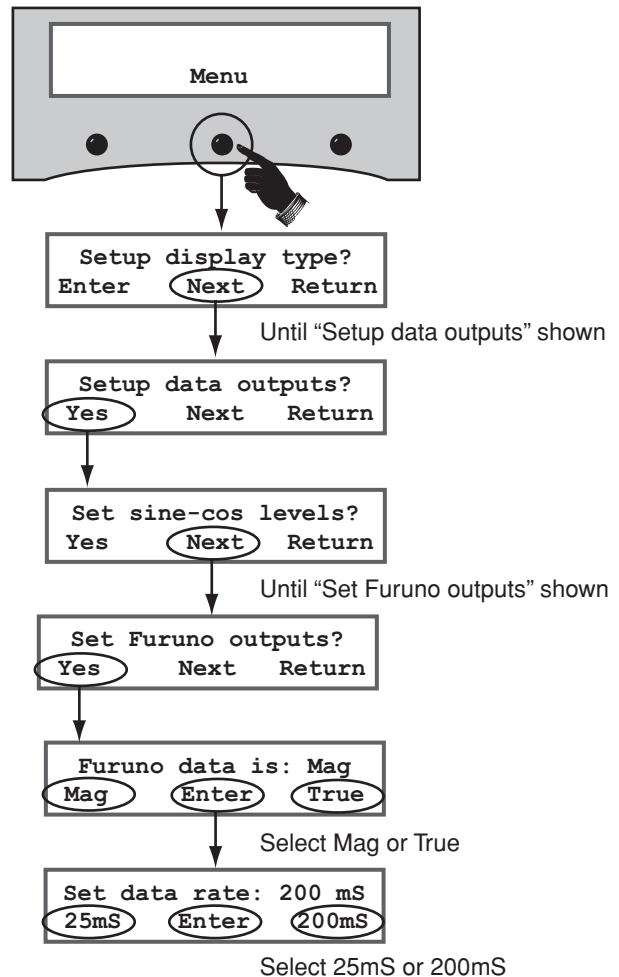 Menu
Setup display type?
Enter Next Return
Until “Setup data outputs” shown
Setup data outputs?
Yes Next Return
Set sine-cos levels?
Yes Next Return
Until “Set Furuno outputs” shown
Set Furuno outputs?
Yes Next Return
Furuno data is: Mag
Mag Enter True
Select Mag or True
Set data rate: 200 mS
25mS Enter 200mS
Select 25mS or 200mS